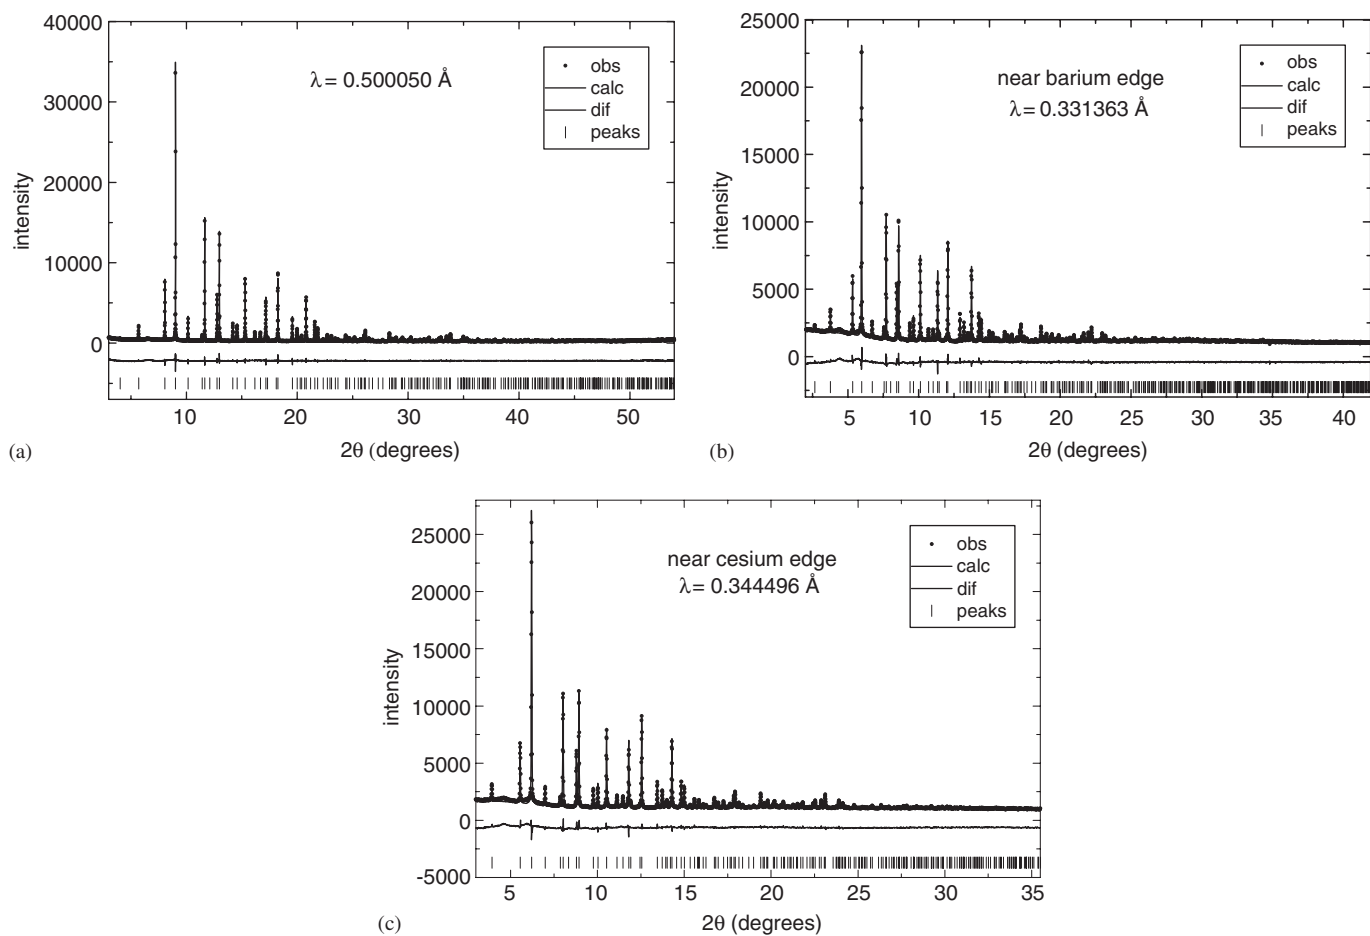 40000
30000
20000
10000
0
intensity
λ = 0.500050 Å
obs
calc
dif
peaks
10 20 30 40 50
2θ (degrees)
(a)
25000
20000
15000
10000
5000
0
intensity
near barium edge
λ = 0.331363 Å
obs
calc
dif
peaks
5 10 15 20 25 30 35 40
2θ (degrees)
(b)
25000
20000
15000
10000
5000
0
-5000
intensity
near cesium edge
λ = 0.344496 Å
obs
calc
dif
peaks
5 10 15 20 25 30 35
2θ (degrees)
(c)